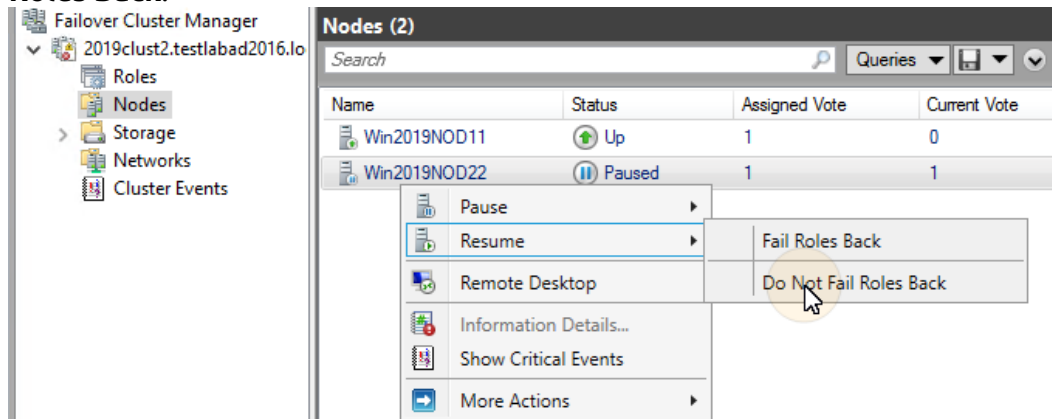 Roles Back.
Failover Cluster Manager
2019clust2.testlabad2016.lo
Roles
Nodes
Storage
Networks
Cluster Events
Nodes (2)
Search
Queries
Name Status Assigned Vote Current Vote
Win2019NOD11 Up 1 0
Win2019NOD22 Paused 1 1
Pause
Resume
Remote Desktop
Information Details...
Show Critical Events
More Actions
Fail Roles Back
Do Not Fail Roles Back